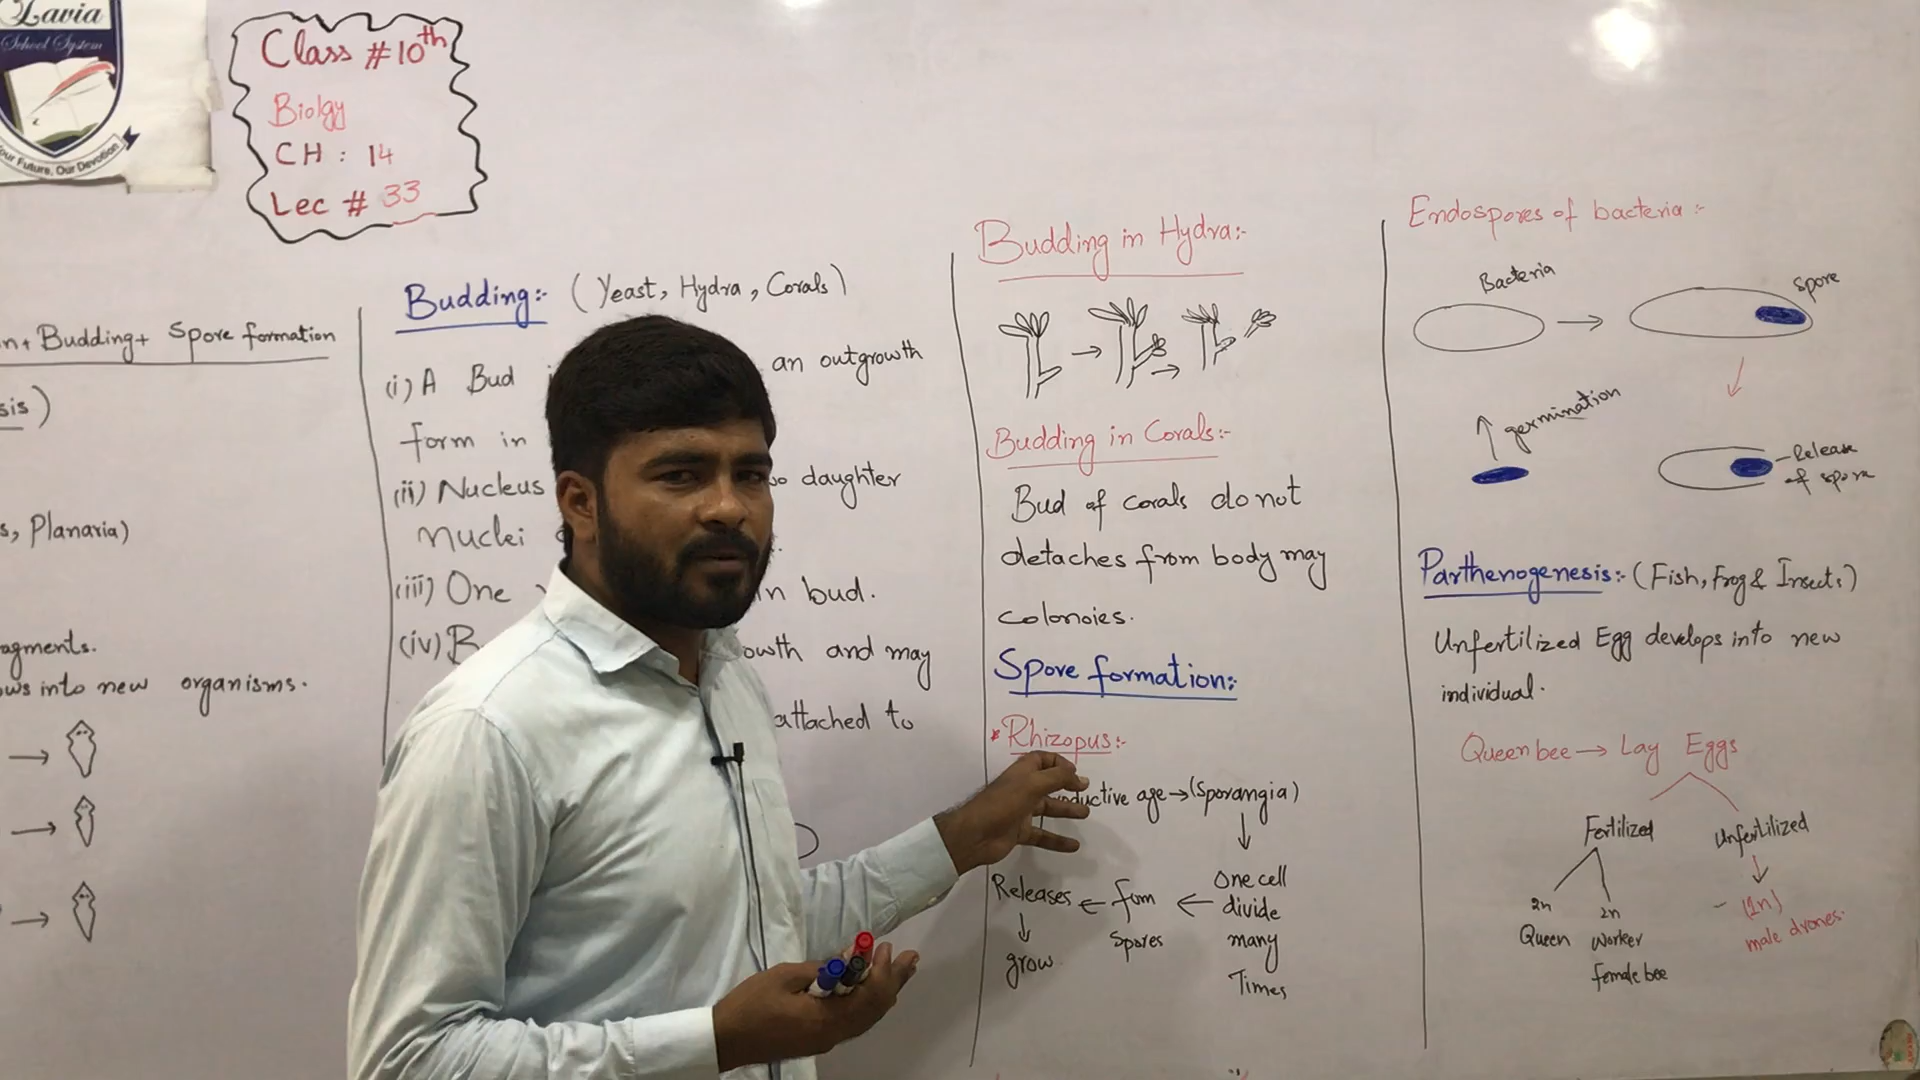 Lavia
School System
our Future, Our Devotion
Class #10th
Biolgy
CH : 14
Lec # 33
n+ Budding+ Spore formation
sis)
s, Planaria)
agments.
ows into new organisms.
Budding:- (Yeast, Hydra, Corals)
(i) A Bud
an outgrowth
form in
(ii) Nucleus
daughter
nuclei
(iii) One
in bud.
(iv) B
owth and may
attached to
Budding in Hydra:-
Budding in Corals:-
Bud of corals do not
detaches from body may
colonoies.
Spore formation:-
* Rhizopus:-
oductive age → (Sporangia)
↓
One cell
divide
many
Times
← form
Spores
← Releases
↓
grow
Endospores of bacteria :-
Bacteria
→
Spore
↑ germination
- Release
of spora
Parthenogenesis:- (Fish, Frog & Insects)
Unfertilized Egg develops into new
individual.
Queen bee → Lay Eggs
Fertilized
Unfertilized
2n
Queen
2n
Worker
female bee
(1n)
male drones.